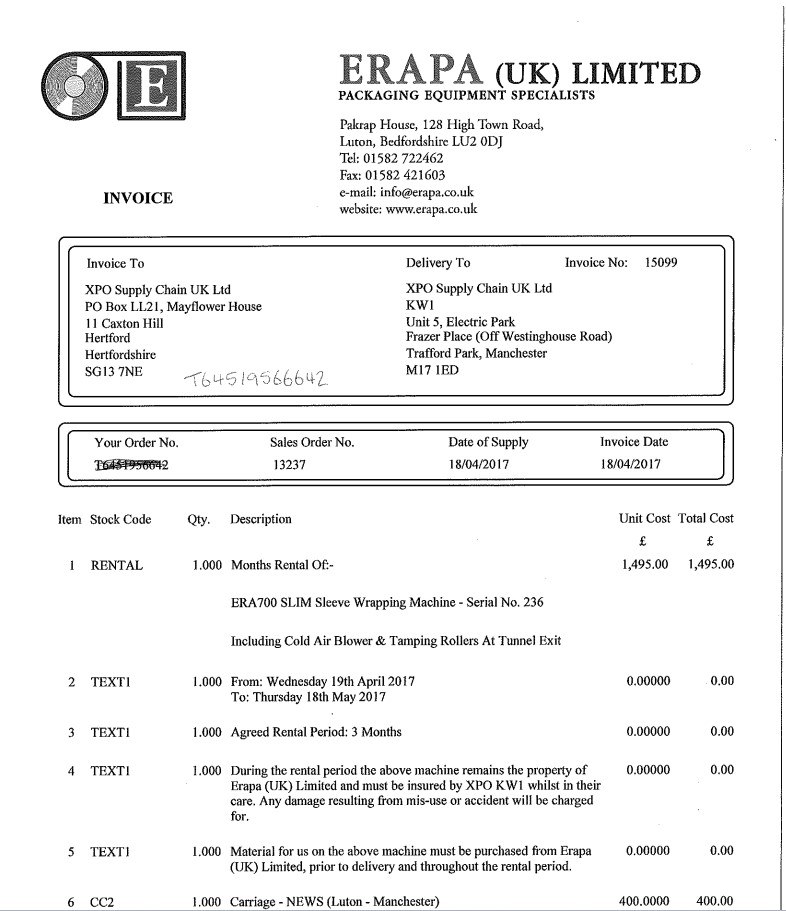 E
ERAPA (UK) LIMITED
PACKAGING EQUIPMENT SPECIALISTS
Pakrap House, 128 High Town Road,
Luton, Bedfordshire LU2 0DJ
Tel: 01582 722462
Fax: 01582 421603
e-mail: info@erapa.co.uk
website: www.erapa.co.uk
INVOICE
Invoice To
XPO Supply Chain UK Ltd
PO Box LL21, Mayflower House
11 Caxton Hill
Hertford
Hertfordshire
SG13 7NE
T64519566642
Delivery To
XPO Supply Chain UK Ltd
KW1
Unit 5, Electric Park
Frazer Place (Off Westinghouse Road)
Trafford Park, Manchester
M17 1ED
Invoice No: 15099
Your Order No. Sales Order No. Date of Supply Invoice Date
T6451956642 13237 18/04/2017 18/04/2017
Item Stock Code Qty. Description Unit Cost Total Cost
£ £
1 RENTAL 1.000 Months Rental Of:- 1,495.00 1,495.00
ERA700 SLIM Sleeve Wrapping Machine - Serial No. 236
Including Cold Air Blower & Tamping Rollers At Tunnel Exit
2 TEXT1 1.000 From: Wednesday 19th April 2017 0.00000 0.00
To: Thursday 18th May 2017
3 TEXT1 1.000 Agreed Rental Period: 3 Months 0.00000 0.00
4 TEXT1 1.000 During the rental period the above machine remains the property of 0.00000 0.00
Erapa (UK) Limited and must be insured by XPO KW1 whilst in their
care. Any damage resulting from mis-use or accident will be charged
for.
5 TEXT1 1.000 Material for us on the above machine must be purchased from Erapa 0.00000 0.00
(UK) Limited, prior to delivery and throughout the rental period.
6 CC2 1.000 Carriage - NEWS (Luton - Manchester) 400.0000 400.00